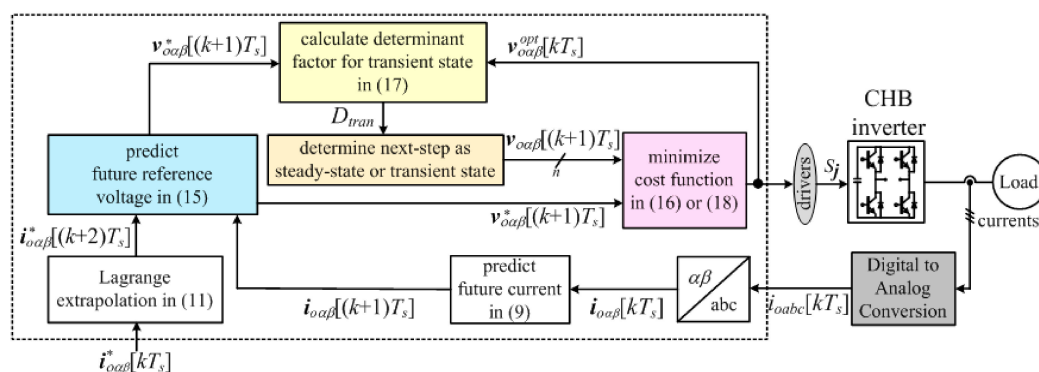 v*oαβ[(k+1)Ts]
calculate determinant
factor for transient state
in (17)
v^opt oαβ[kTs]
Dtran
predict
future reference
voltage in (15)
determine next-step as
steady-state or transient state
voαβ[(k+1)Ts]
n
minimize
cost function
in (16) or (18)
v*oαβ[(k+1)Ts]
drivers
Sj
CHB
inverter
Load
currents
i*oαβ[(k+2)Ts]
Lagrange
extrapolation in (11)
i*oαβ[kTs]
ioαβ[(k+1)Ts]
predict
future current
in (9)
ioαβ[kTs]
αβ
abc
ioabc[kTs]
Digital to
Analog
Conversion